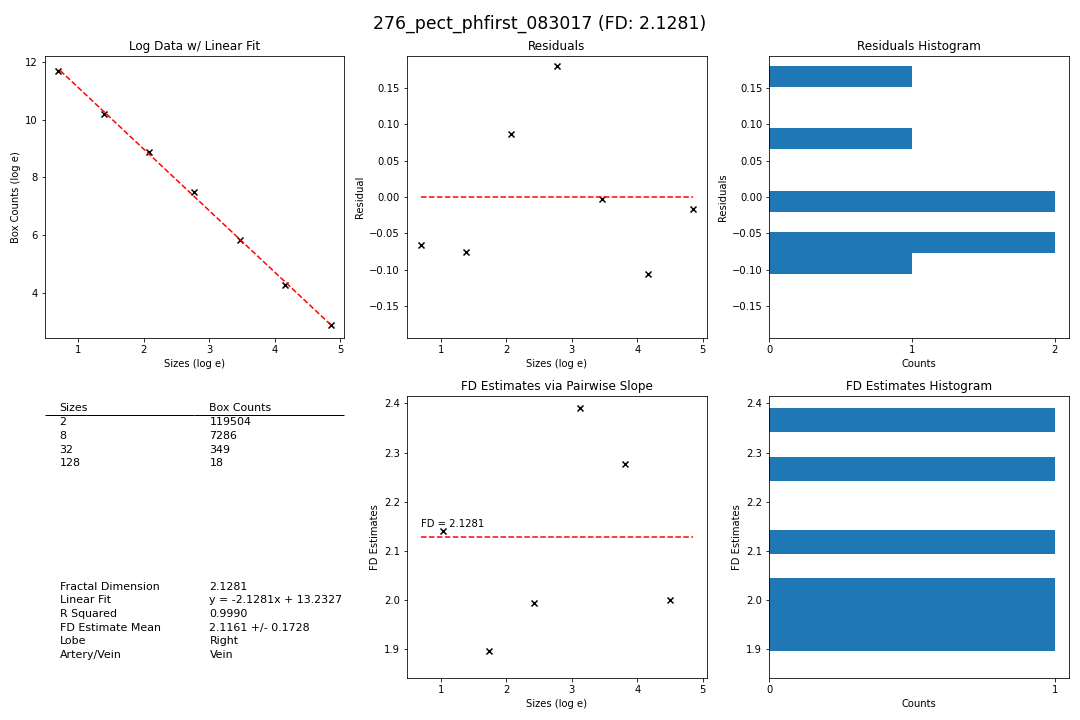 276_pect_phfirst_083017 (FD: 2.1281)
Log Data w/ Linear Fit
12
10
8
6
4
Box Counts (log e)
1 2 3 4 5
Sizes (log e)
Residuals
0.15
0.10
0.05
0.00
−0.05
−0.10
−0.15
Residual
1 2 3 4 5
Sizes (log e)
Residuals Histogram
0.15
0.10
0.05
0.00
−0.05
−0.10
−0.15
Residuals
0 1 2
Counts
Sizes Box Counts
2 119504
8 7286
32 349
128 18
Fractal Dimension 2.1281
Linear Fit y = -2.1281x + 13.2327
R Squared 0.9990
FD Estimate Mean 2.1161 +/- 0.1728
Lobe Right
Artery/Vein Vein
FD Estimates via Pairwise Slope
2.4
2.3
2.2
2.1
2.0
1.9
FD Estimates
FD = 2.1281
1 2 3 4 5
Sizes (log e)
FD Estimates Histogram
2.4
2.3
2.2
2.1
2.0
1.9
FD Estimates
0 1
Counts